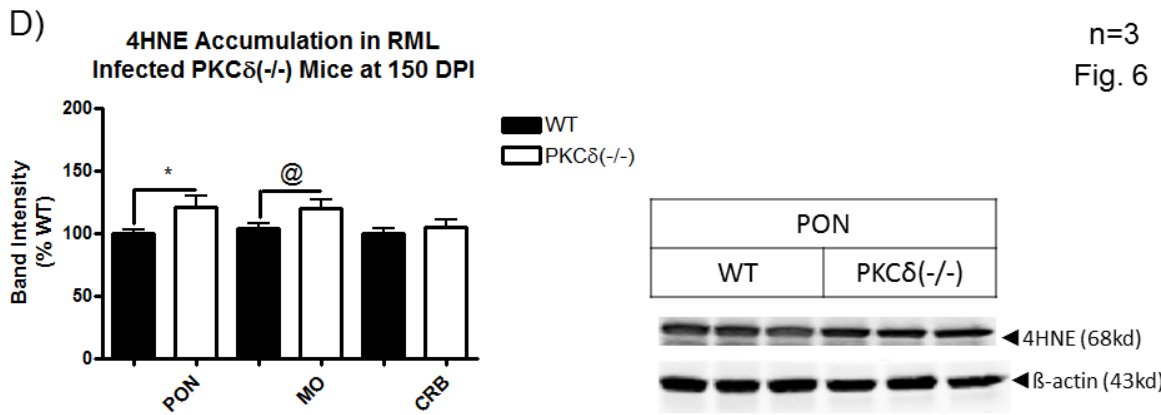 D)
4HNE Accumulation in RML
Infected PKCδ(-/-) Mice at 150 DPI
n=3
Fig. 6
200
150
100
50
0
Band Intensity
(% WT)
*
@
WT
PKCδ(-/-)
PON
MO
CRB
PON
WT
PKCδ(-/-)
4HNE (68kd)
ß-actin (43kd)